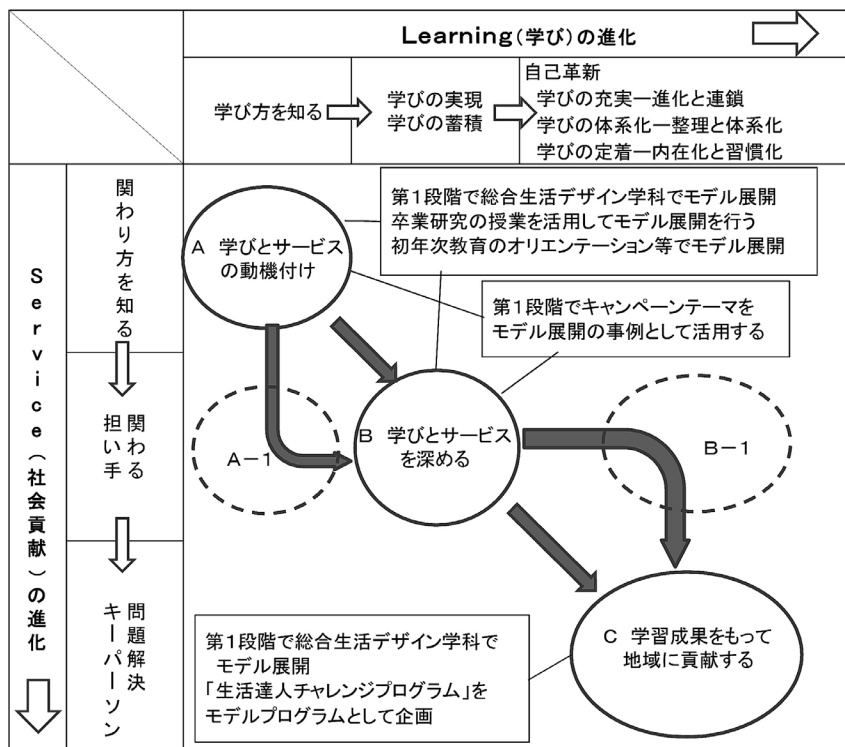 Learning(学び)の進化
学び方を知る
学びの実現
学びの蓄積
自己革新
学びの充実―進化と連鎖
学びの体系化―整理と体系化
学びの定着―内在化と習慣化
Service(社会貢献)の進化
関わり方を知る
関わる
担い手
問題解決
キーパーソン
第1段階で総合生活デザイン学科でモデル展開
卒業研究の授業を活用してモデル展開を行う
初年次教育のオリエンテーション等でモデル展開
A 学びとサービス
の動機付け
第1段階でキャンペーンテーマを
モデル展開の事例として活用する
A-1
B 学びとサービス
を深める
B-1
C 学習成果をもって
地域に貢献する
第1段階で総合生活デザイン学科で
モデル展開
「生活達人チャレンジプログラム」を
モデルプログラムとして企画